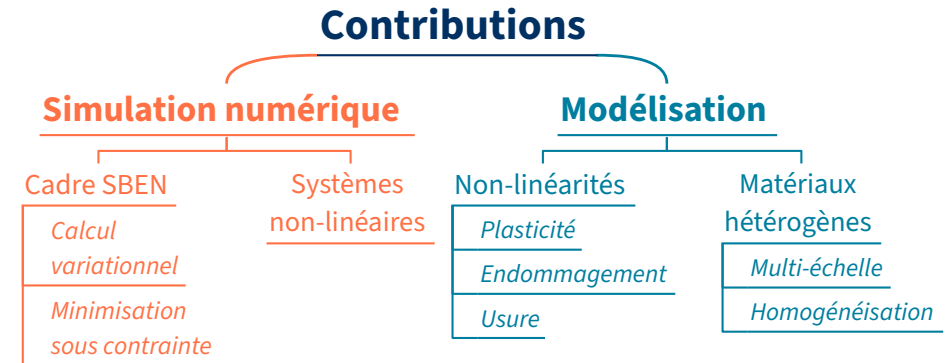 Contributions
Simulation numérique
Cadre SBEN
Calcul
variationnel
Minimisation
sous contrainte
Systèmes
non-linéaires
Modélisation
Non-linéarités
Plasticité
Endommagement
Usure
Matériaux
hétérogènes
Multi-échelle
Homogénéisation